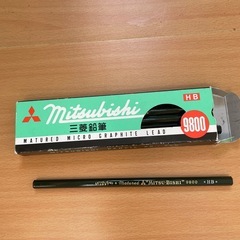 HB
mitsubishi
三菱鉛筆
9800
MATURED MICRO GRAPHITE LEAD
Matured "MITSU-BISHI" 9800 HB